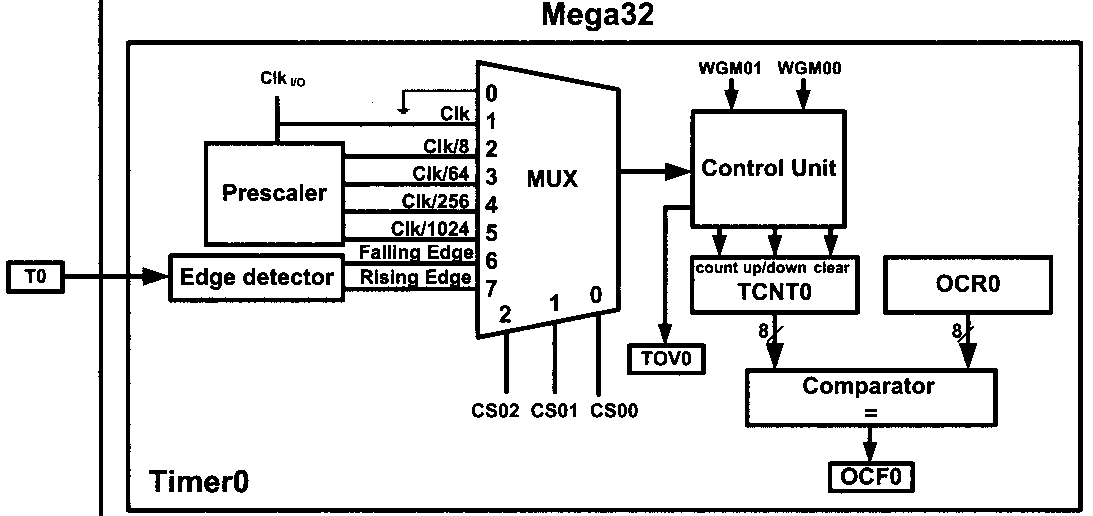 Mega32
Clk I/O
WGM01 WGM00
0
Clk 1
Clk/8 2
Clk/64 3
Clk/256 4
Clk/1024 5
Falling Edge 6
Rising Edge 7
Prescaler
MUX
Control Unit
T0
Edge detector
count up/down clear
TCNT0
OCR0
2 1 0
8 8
TOV0
CS02 CS01 CS00
Comparator
=
OCF0
Timer0